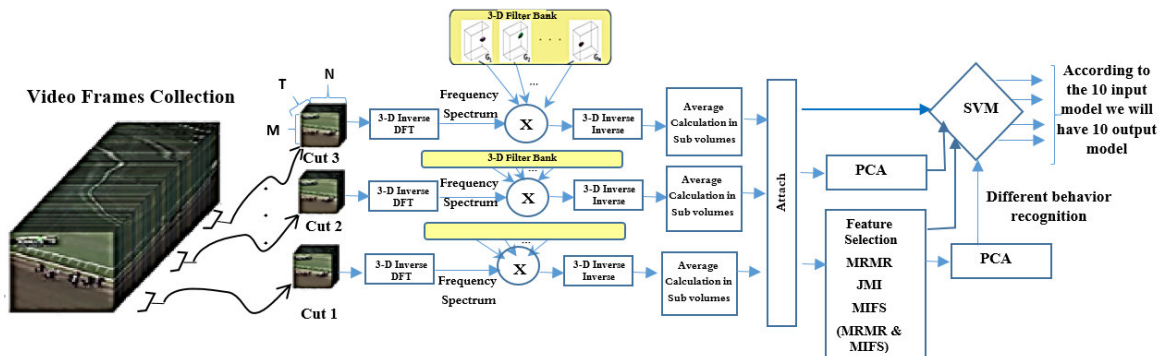 3-D Filter Bank
G1
G2
. . .
GN
...
Video Frames Collection
T
N
M
Cut 3
3-D Inverse
DFT
Frequency
Spectrum
X
3-D Inverse
Inverse
Average
Calculation in
Sub volumes
3-D Filter Bank
...
Cut 2
3-D Inverse
DFT
Frequency
Spectrum
X
3-D Inverse
Inverse
Average
Calculation in
Sub volumes
...
Cut 1
3-D Inverse
DFT
Frequency
Spectrum
X
3-D Inverse
Inverse
Average
Calculation in
Sub volumes
Attach
PCA
Feature
Selection
MRMR
JMI
MIFS
(MRMR &
MIFS)
PCA
SVM
Different behavior
recognition
According to
the 10 input
model we will
have 10 output
model